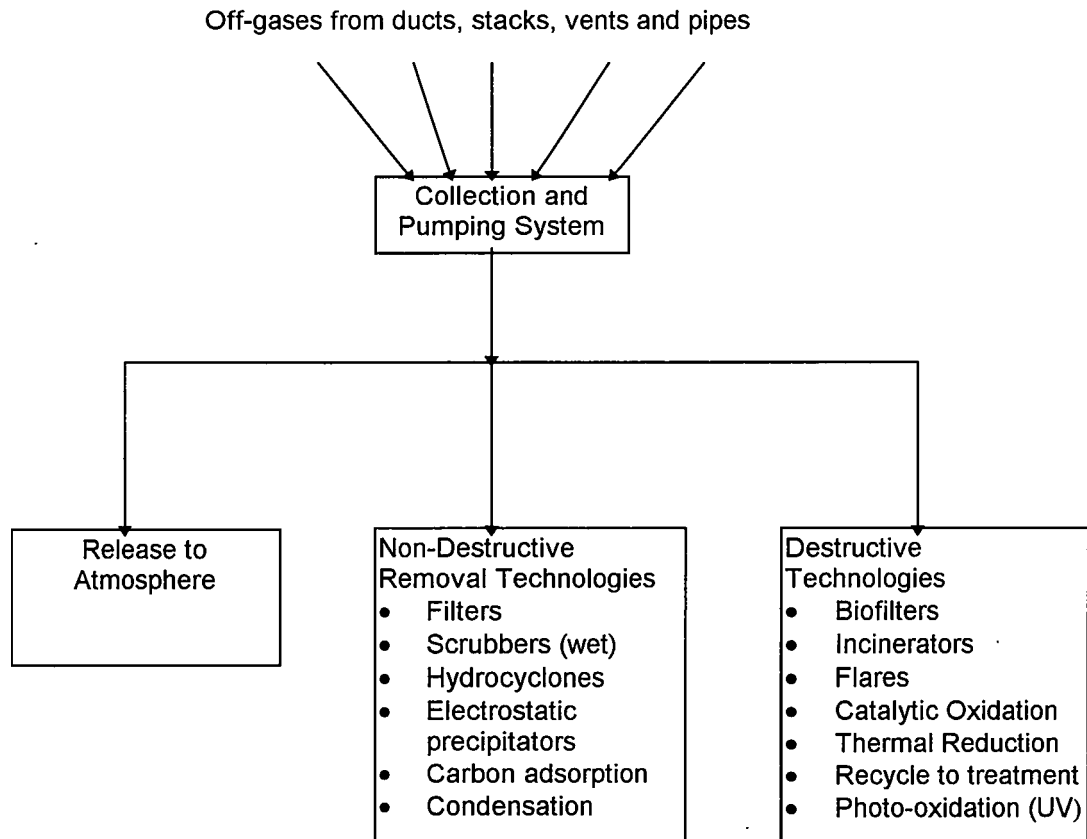 Off-gases from ducts, stacks, vents and pipes
Collection and
Pumping System
Release to
Atmosphere
Non-Destructive
Removal Technologies
• Filters
• Scrubbers (wet)
• Hydrocyclones
• Electrostatic
precipitators
• Carbon adsorption
• Condensation
Destructive
Technologies
• Biofilters
• Incinerators
• Flares
• Catalytic Oxidation
• Thermal Reduction
• Recycle to treatment
• Photo-oxidation (UV)